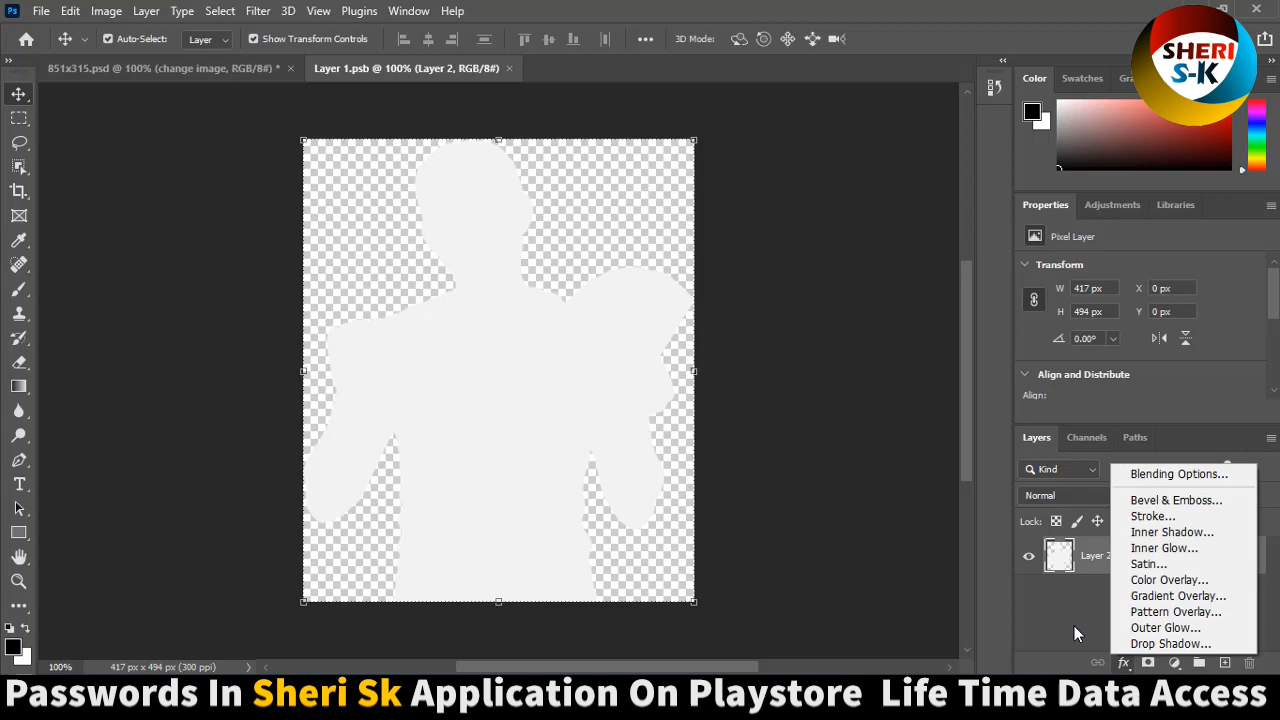 Ps File Edit Image Layer Type Select Filter 3D View Plugins Window Help
Auto-Select: Layer Show Transform Controls 3D Mode:
851x315.psd @ 100% (change image, RGB/8#) * × Layer 1.psb @ 100% (Layer 2, RGB/8#)
SHERI
S-K
Color Swatches Gra
Properties Adjustments Libraries
Pixel Layer
Transform
W 417 px X 0 px
H 494 px Y 0 px
0.00°
Align and Distribute
Align:
Layers Channels Paths
Kind
Normal
Lock:
Layer 2
Blending Options...
Bevel & Emboss...
Stroke...
Inner Shadow...
Inner Glow...
Satin...
Color Overlay...
Gradient Overlay...
Pattern Overlay...
Outer Glow...
Drop Shadow...
fx
100% 417 px x 494 px (300 ppi)
Passwords In Sheri Sk Application On Playstore Life Time Data Access